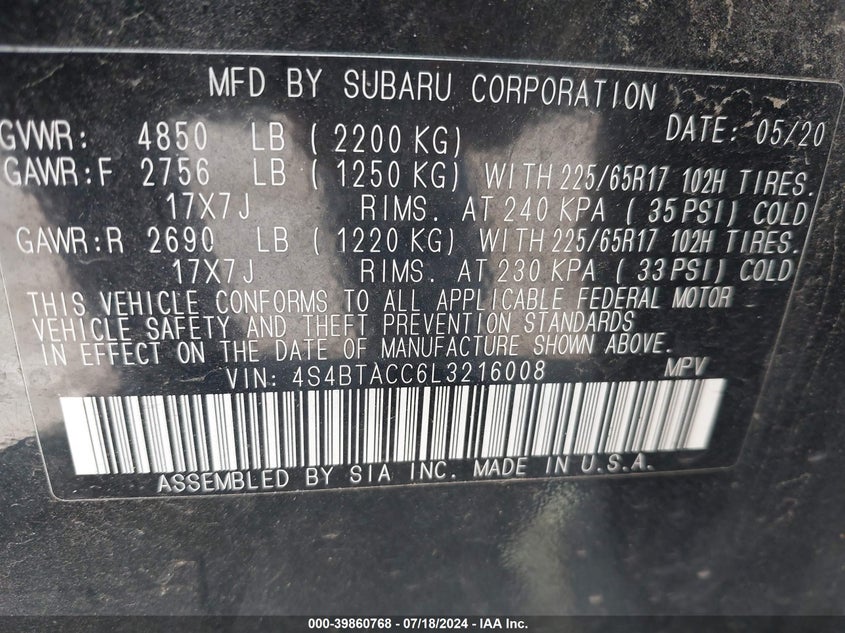 MFD BY SUBARU CORPORATION
GVWR: 4850 LB ( 2200 KG) DATE: 05/20
GAWR:F 2756 LB ( 1250 KG) WITH 225/65R17 102H TIRES.
17X7J RIMS. AT 240 KPA ( 35 PSI) COLD
GAWR:R 2690 LB ( 1220 KG) WITH 225/65R17 102H TIRES.
17X7J RIMS. AT 230 KPA ( 33 PSI) COLD
THIS VEHICLE CONFORMS TO ALL APPLICABLE FEDERAL MOTOR
VEHICLE SAFETY AND THEFT PREVENTION STANDARDS
IN EFFECT ON THE DATE OF MANUFACTURE SHOWN ABOVE.
VIN: 4S4BTACC6L3216008 MPV
ASSEMBLED BY SIA INC. MADE IN U.S.A.
000-39860768 - 07/18/2024 - IAA Inc.